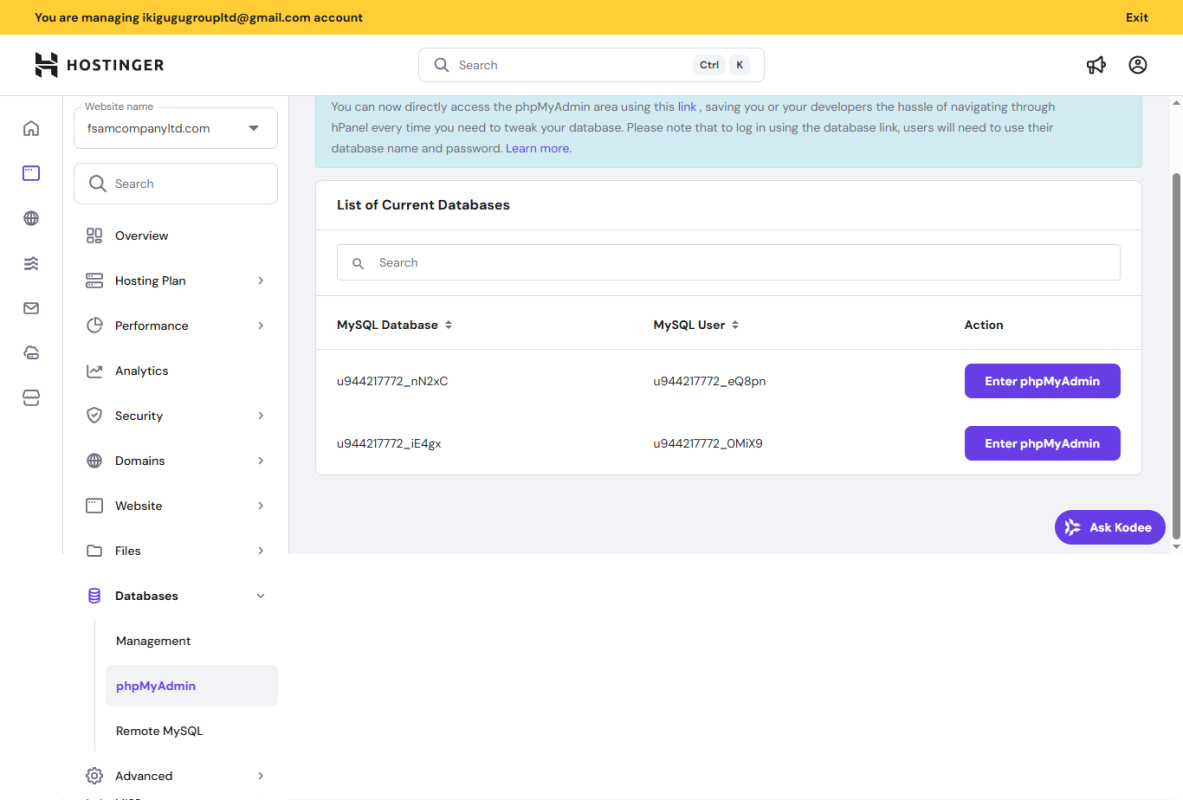 You are managing ikigugugroupltd@gmail.com account
Exit
HOSTINGER
Search
Ctrl
K
Website name
fsamcompanyltd.com
Search
Overview
Hosting Plan
Performance
Analytics
Security
Domains
Website
Files
Databases
Management
phpMyAdmin
Remote MySQL
Advanced
You can now directly access the phpMyAdmin area using this link , saving you or your developers the hassle of navigating through
hPanel every time you need to tweak your database. Please note that to log in using the database link, users will need to use their
database name and password. Learn more.
List of Current Databases
Search
MySQL Database
MySQL User
Action
u944217772_nN2xC
u944217772_eQ8pn
Enter phpMyAdmin
u944217772_iE4gx
u944217772_0MiX9
Enter phpMyAdmin
Ask Kodee